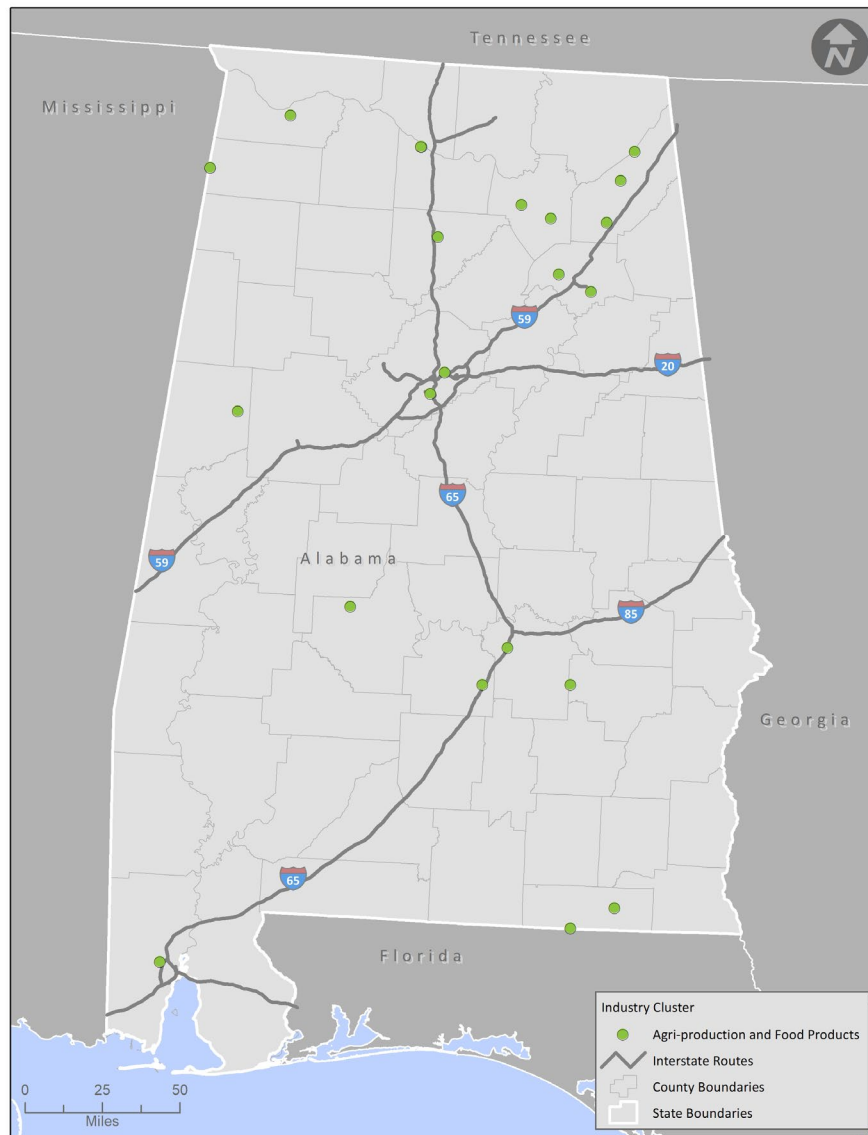 Tennessee
N
Mississippi
59
20
65
Alabama
59
85
Georgia
65
Florida
Industry Cluster
Agri-production and Food Products
Interstate Routes
County Boundaries
State Boundaries
0 25 50
Miles